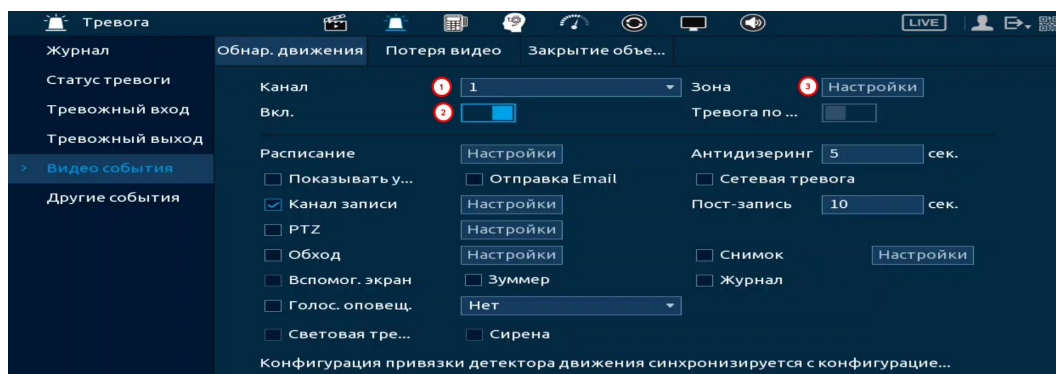 Тревога LIVE
Журнал
Статус тревоги
Тревожный вход
Тревожный выход
> Видео события
Другие события
Обнар. движения Потеря видео Закрытие объе...
Канал 1 1 Зона 3 Настройки
Вкл. 2 Тревога по ...
Расписание Настройки Антидизеринг 5 сек.
Показывать у... Отправка Email Сетевая тревога
Канал записи Настройки Пост-запись 10 сек.
PTZ Настройки
Обход Настройки Снимок Настройки
Вспомог. экран Зуммер Журнал
Голос. оповещ. Нет
Световая тре... Сирена
Конфигурация привязки детектора движения синхронизируется с конфигурацие...